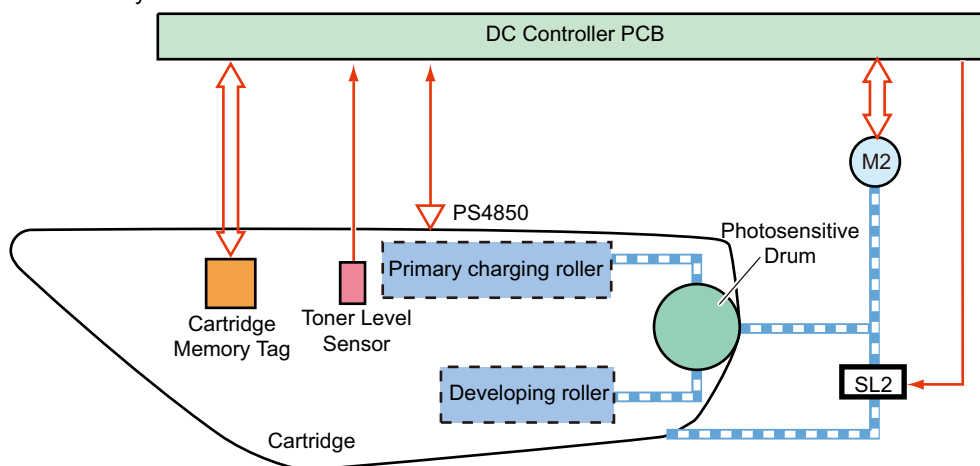 DC Controller PCB
M2
PS4850
Photosensitive
Drum
Primary charging roller
Cartridge
Memory Tag
Toner Level
Sensor
Developing roller
SL2
Cartridge